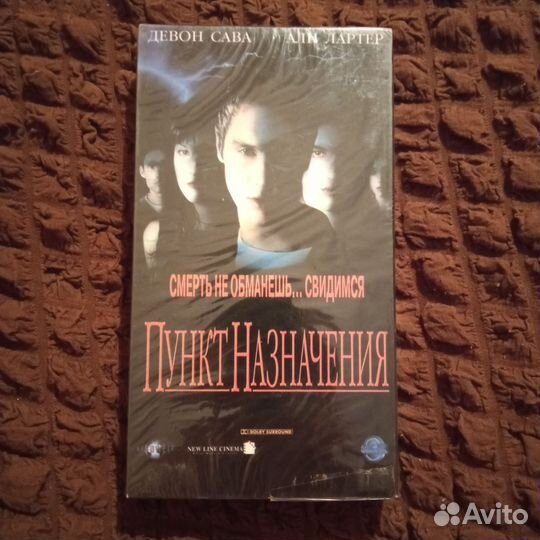 ДЕВОН САВА АЛИ ЛАРТЕР
СМЕРТЬ НЕ ОБМАНЕШЬ... СВИДИМСЯ
ПУНКТ НАЗНАЧЕНИЯ
DOLBY SURROUND
NEW LINE CINEMA
Avito